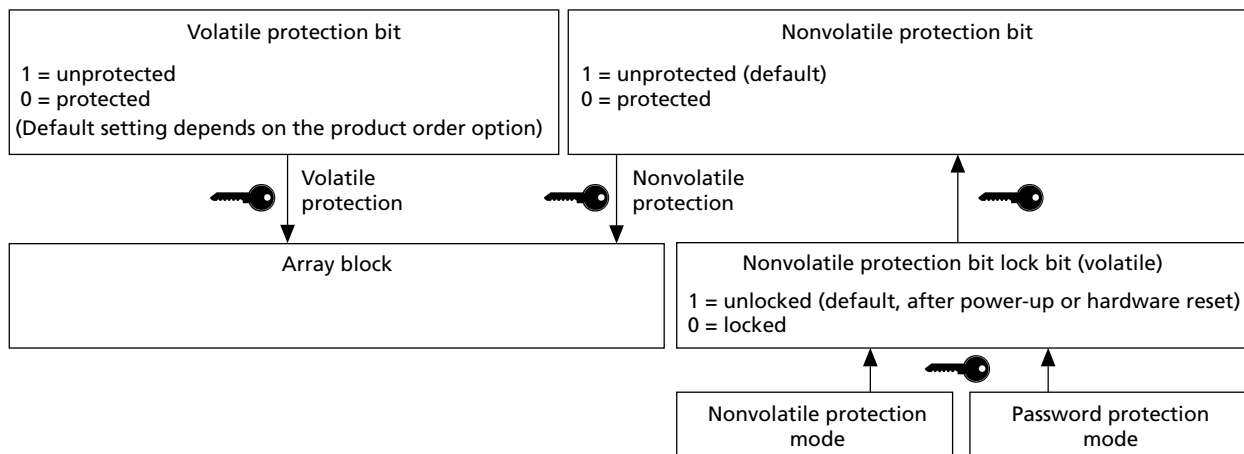 Volatile protection bit
1 = unprotected
0 = protected
(Default setting depends on the product order option)
Nonvolatile protection bit
1 = unprotected (default)
0 = protected
Volatile
protection
Nonvolatile
protection
Array block
Nonvolatile protection bit lock bit (volatile)
1 = unlocked (default, after power-up or hardware reset)
0 = locked
Nonvolatile protection
mode
Password protection
mode